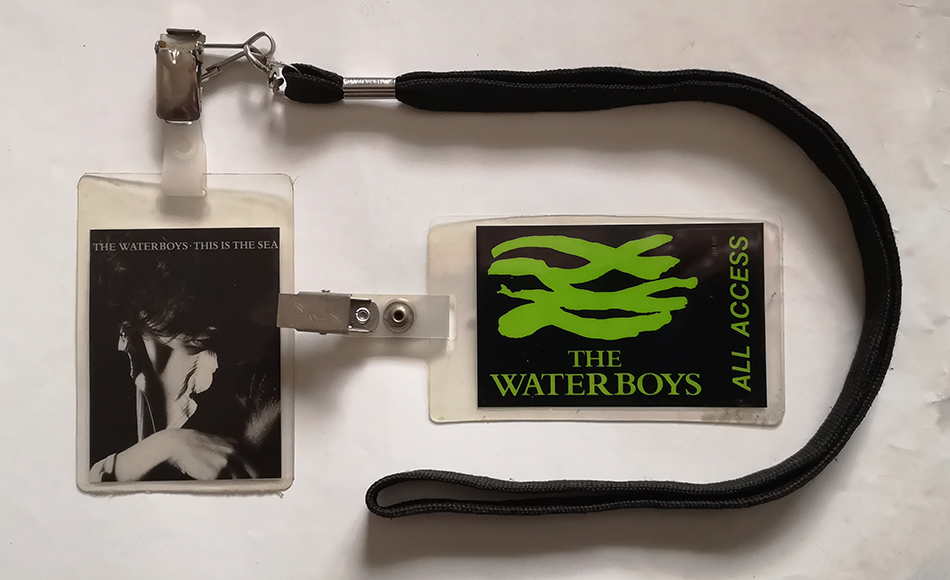 THE WATERBOYS · THIS IS THE SEA
THE
WATERBOYS
ALL ACCESS